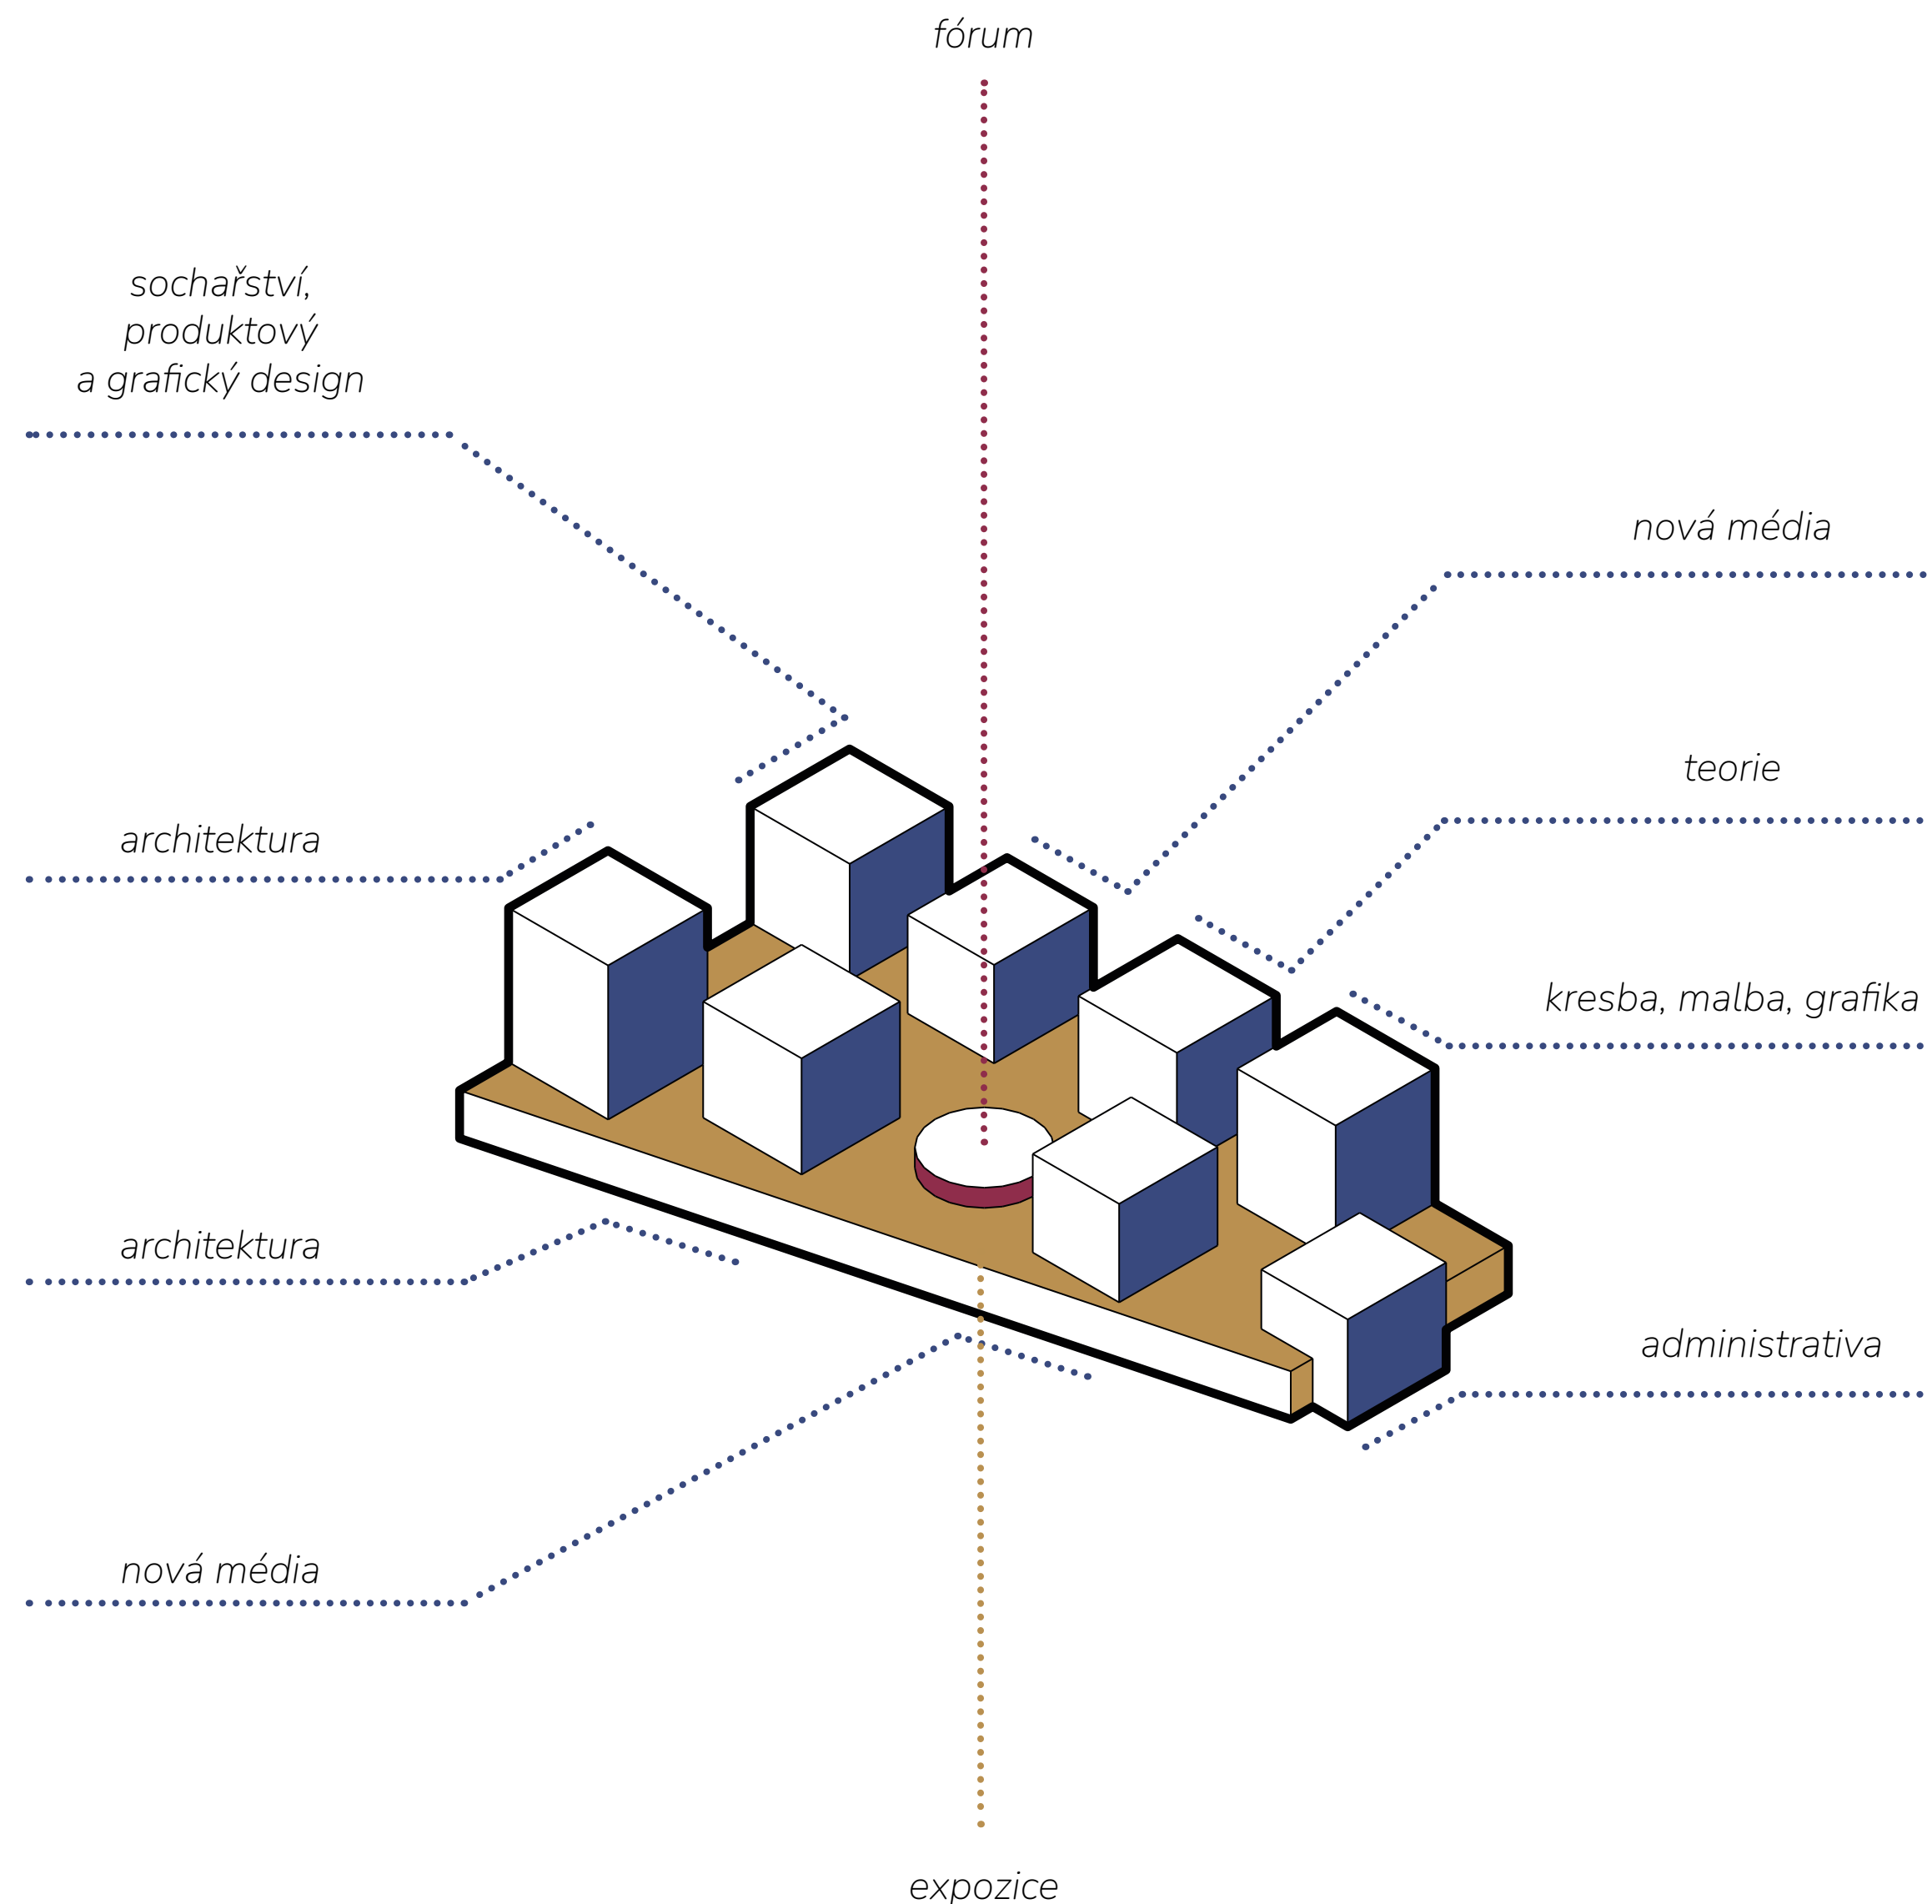 fórum
sochařství,
produktový
a grafický design
nová média
teorie
architektura
kresba, malba, grafika
architektura
administrativa
nová média
expozice